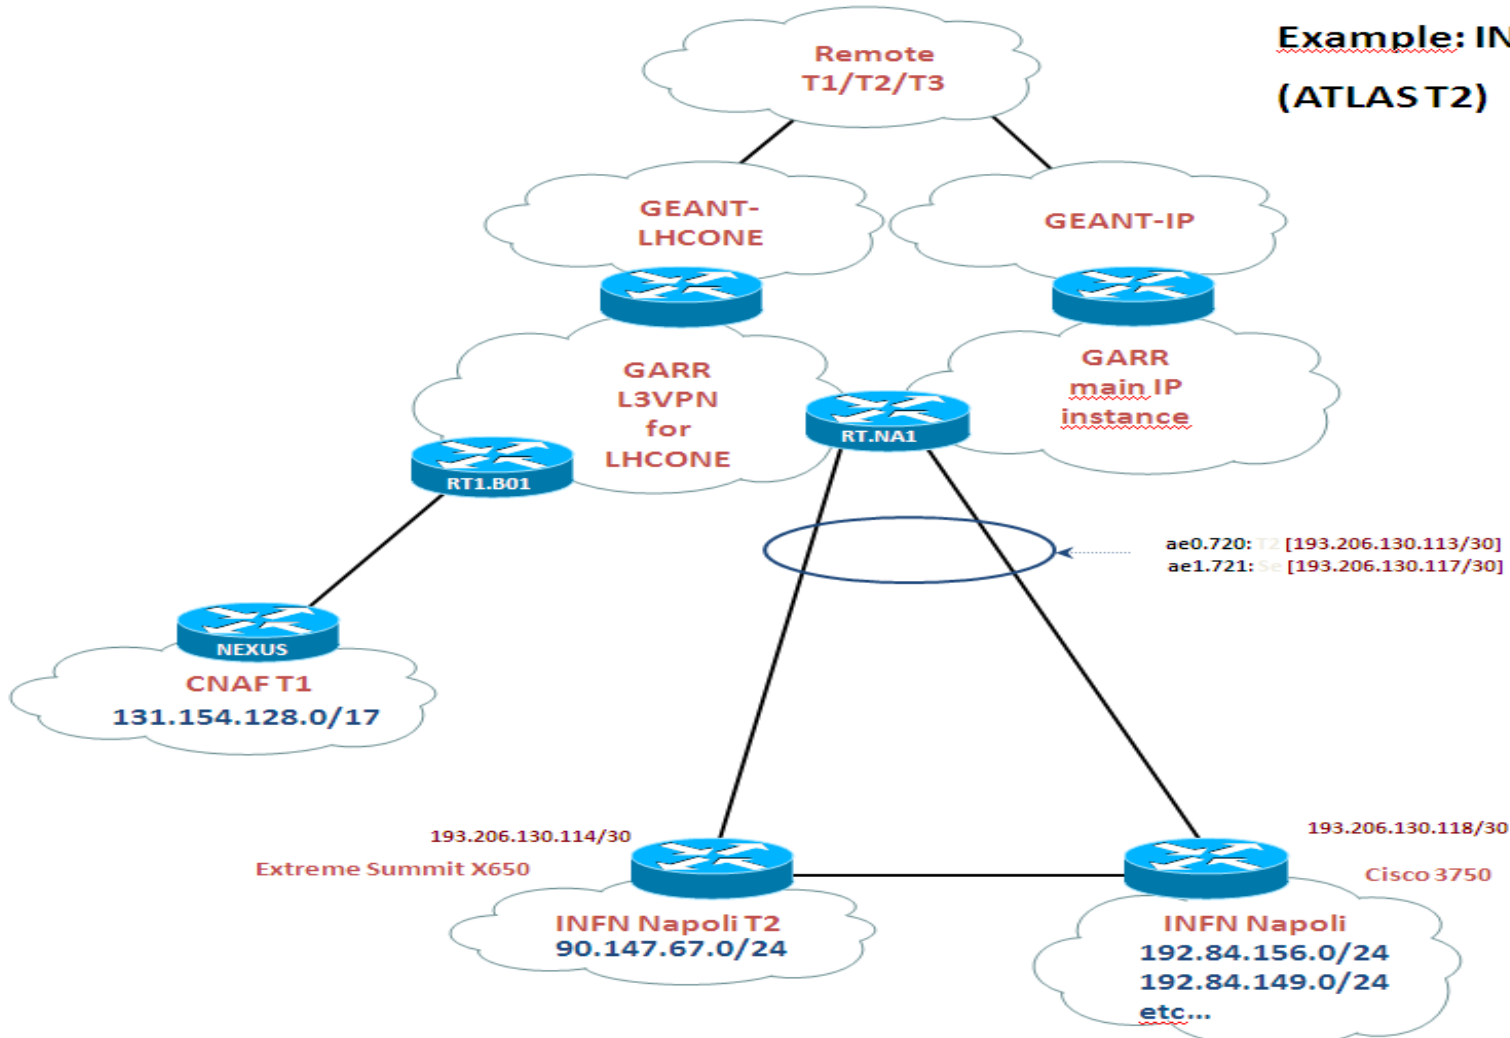 Example: IN
(ATLAS T2)
Remote
T1/T2/T3
GEANT-
LHCONE
GEANT-IP
GARR
L3VPN
for
LHCONE
GARR
main IP
instance
RT.NA1
RT1.B01
ae0.720: T2 [193.206.130.113/30]
ae1.721: Se [193.206.130.117/30]
NEXUS
CNAF T1
131.154.128.0/17
193.206.130.114/30
Extreme Summit X650
193.206.130.118/30
Cisco 3750
INFN Napoli T2
90.147.67.0/24
INFN Napoli
192.84.156.0/24
192.84.149.0/24
etc...